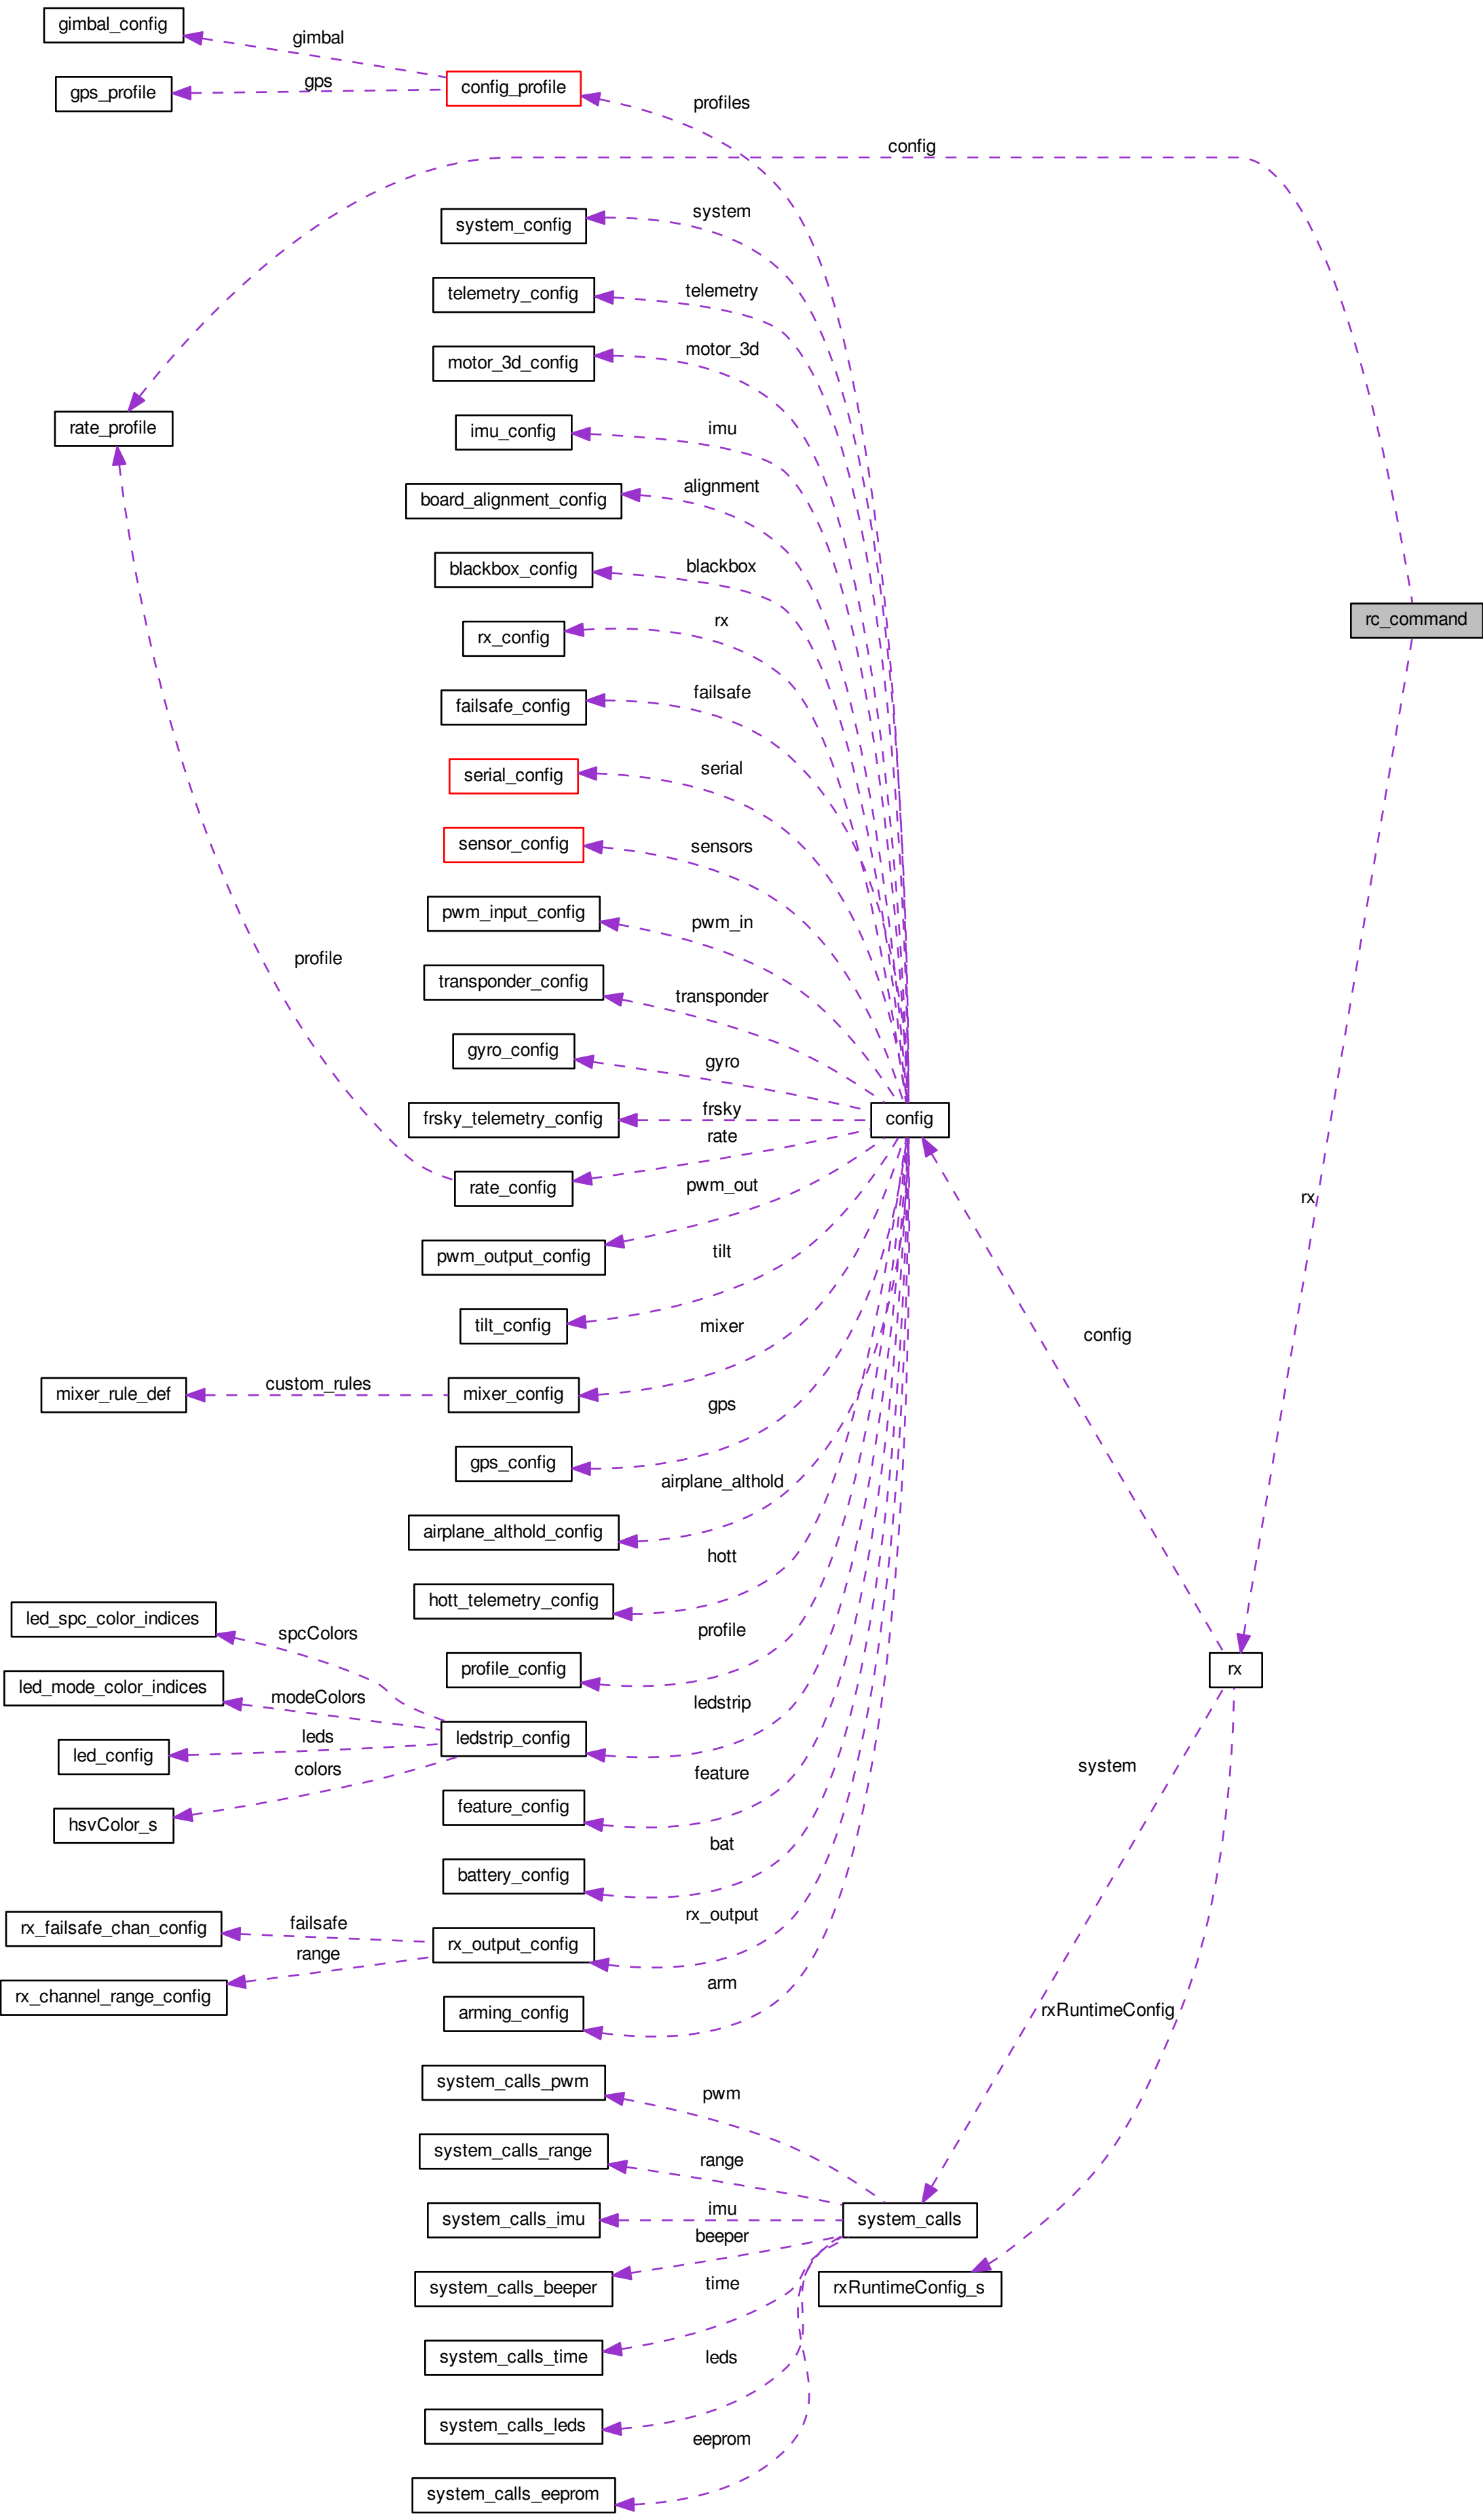 gimbal_config
gimbal
gps
gps_profile
config_profile
profiles
config
system
system_config
telemetry
telemetry_config
motor_3d
motor_3d_config
rate_profile
imu
imu_config
alignment
board_alignment_config
blackbox
blackbox_config
rx
rx_config
rc_command
failsafe
failsafe_config
serial
serial_config
sensors
sensor_config
pwm_in
pwm_input_config
profile
transponder
transponder_config
gyro
gyro_config
frsky
frsky_telemetry_config
config
rate
rate_config
pwm_out
rx
pwm_output_config
tilt
tilt_config
mixer
config
custom_rules
mixer_rule_def
mixer_config
gps
gps_config
airplane_althold
airplane_althold_config
hott
hott_telemetry_config
led_spc_color_indices
spcColors
profile
profile_config
rx
led_mode_color_indices
modeColors
ledstrip
ledstrip_config
leds
led_config
colors
system
feature
feature_config
hsvColor_s
bat
battery_config
rx_output
failsafe
rx_failsafe_chan_config
rx_output_config
range
rx_channel_range_config
arm
arming_config
rxRuntimeConfig
system_calls_pwm
pwm
system_calls_range
range
imu
system_calls_imu
system_calls
beeper
system_calls_beeper
time
rxRuntimeConfig_s
system_calls_time
leds
system_calls_leds
eeprom
system_calls_eeprom